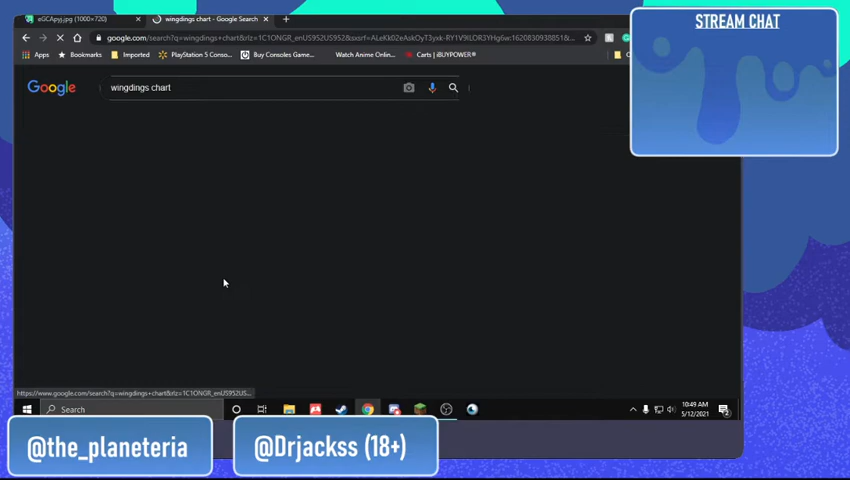 eGCApyj.jpg (1000×720)
wingdings chart - Google Search
STREAM CHAT
google.com/search?q=wingdings+chart&rlz=1C1ONGR_enUS952US952&sxsrf=ALeKk02eAskOyT3yxk-RY1V9ILOR3YHg6w:1620830938851&...
Apps
Bookmarks
Imported
PlayStation 5 Conso...
Buy Consoles Game...
Watch Anime Online...
Carts | iBUYPOWER®
Google
wingdings chart
https://www.google.com/search?q=wingdings+chart&rlz=1C1ONGR_enUS952US...
Search
10:49 AM
5/12/2021
@the_planeteria
@Drjackss (18+)